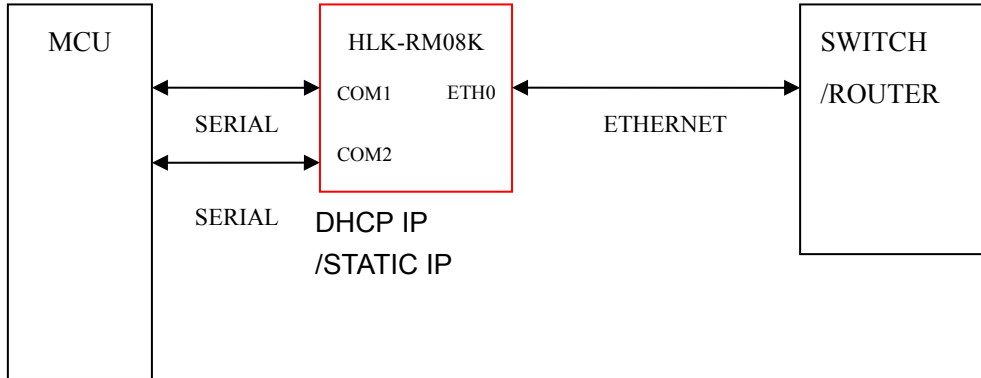 MCU
HLK-RM08K
SWITCH
/ROUTER
COM1
ETH0
SERIAL
ETHERNET
COM2
SERIAL
DHCP IP
/STATIC IP